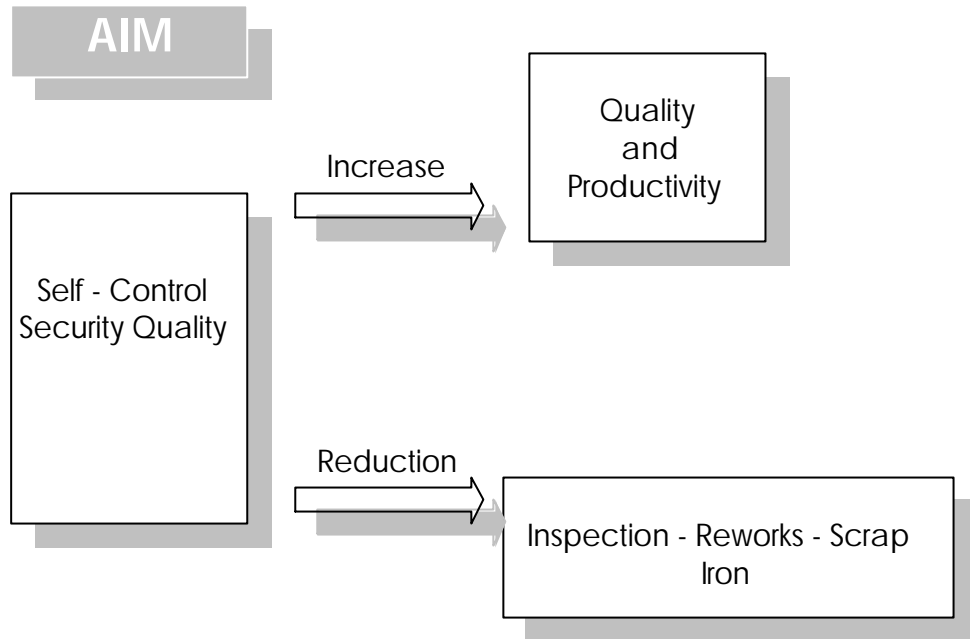 AIM
Increase
Quality
and
Productivity
Self - Control
Security Quality
Reduction
Inspection - Reworks - Scrap
Iron